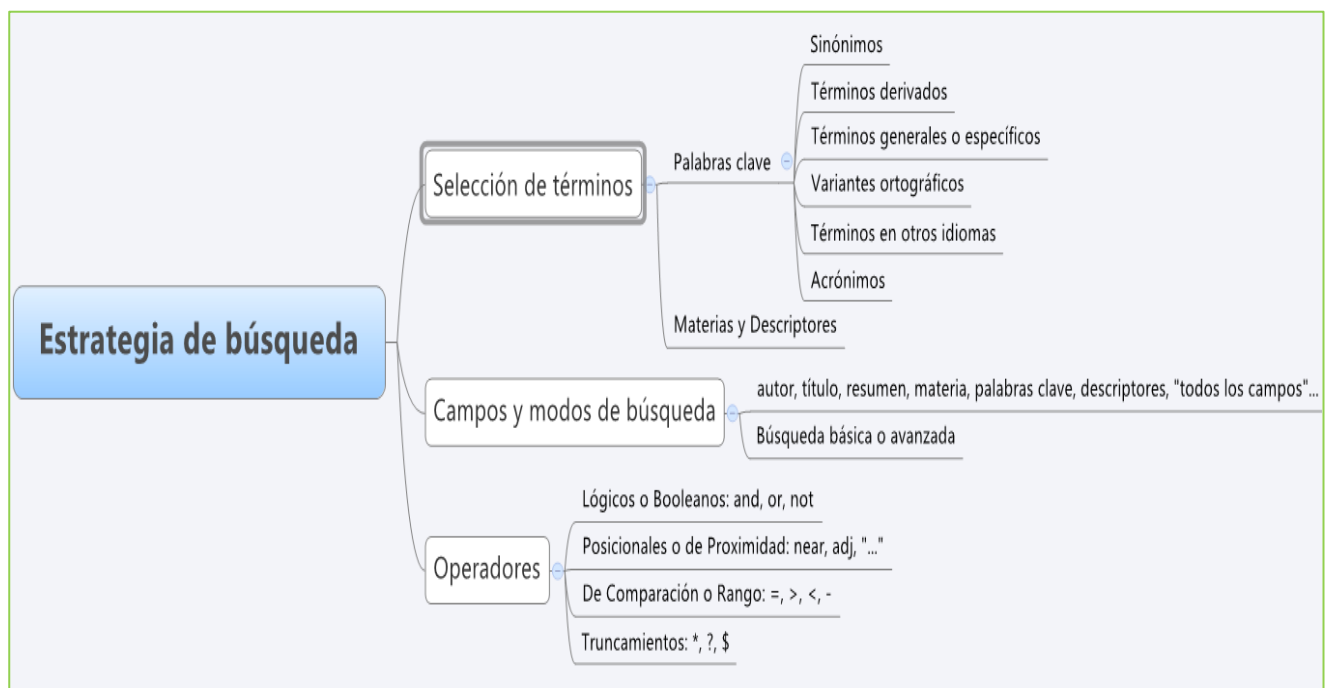 Estrategia de búsqueda
Selección de términos
Palabras clave
Sinónimos
Términos derivados
Términos generales o específicos
Variantes ortográficos
Términos en otros idiomas
Acrónimos
Materias y Descriptores
Campos y modos de búsqueda
autor, título, resumen, materia, palabras clave, descriptores, "todos los campos"...
Búsqueda básica o avanzada
Operadores
Lógicos o Booleanos: and, or, not
Posicionales o de Proximidad: near, adj, "..."
De Comparación o Rango: =, >, <, -
Truncamientos: *, ?, $